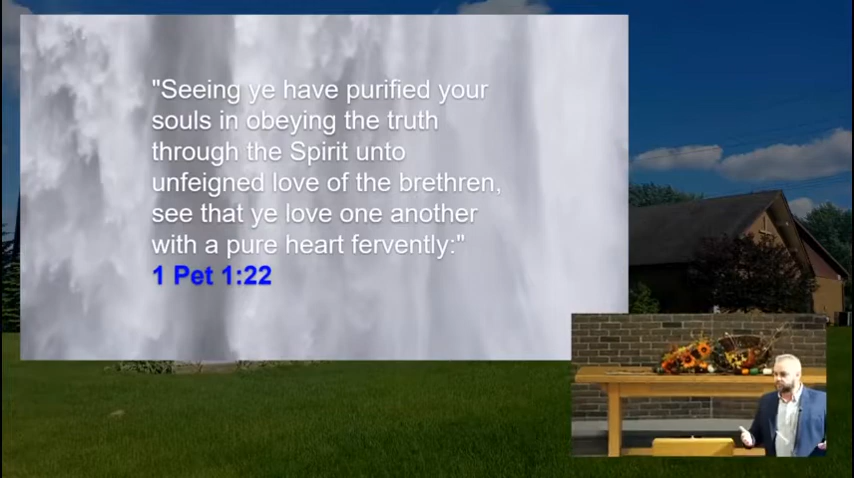 "Seeing ye have purified your
souls in obeying the truth
through the Spirit unto
unfeigned love of the brethren,
see that ye love one another
with a pure heart fervently:"
1 Pet 1:22